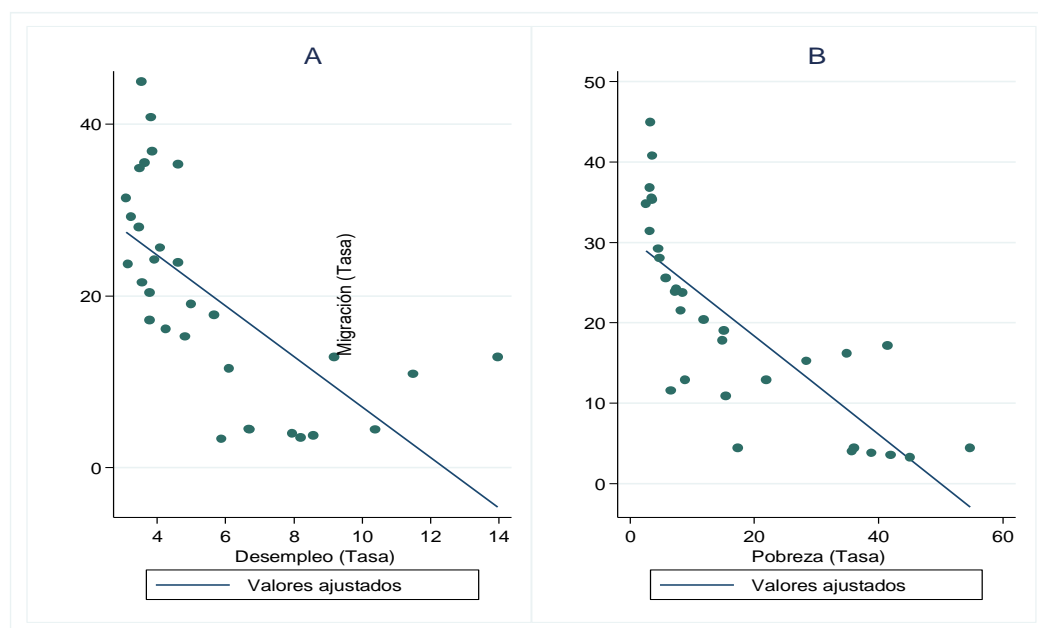 A
40
20
0
4 6 8 10 12 14
Desempleo (Tasa)
Valores ajustados
Migración (Tasa)
B
50
40
30
20
10
0
0 20 40 60
Pobreza (Tasa)
Valores ajustados